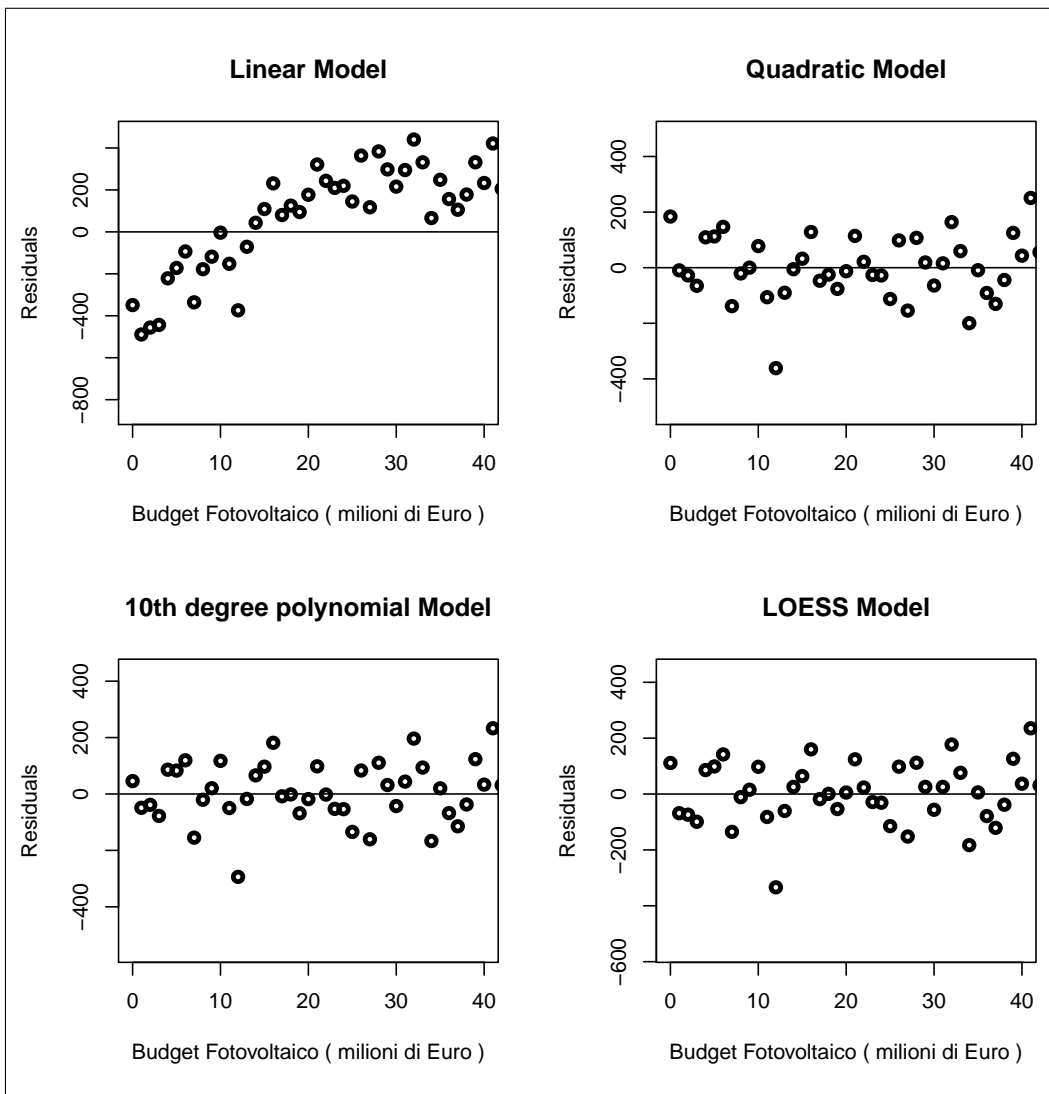 Linear Model
Residuals
200
0
−400
−800
0 10 20 30 40
Budget Fotovoltaico ( milioni di Euro )
Quadratic Model
Residuals
400
200
0
−400
0 10 20 30 40
Budget Fotovoltaico ( milioni di Euro )
10th degree polynomial Model
Residuals
400
200
0
−400
0 10 20 30 40
Budget Fotovoltaico ( milioni di Euro )
LOESS Model
Residuals
400
200
0
−200
−600
0 10 20 30 40
Budget Fotovoltaico ( milioni di Euro )